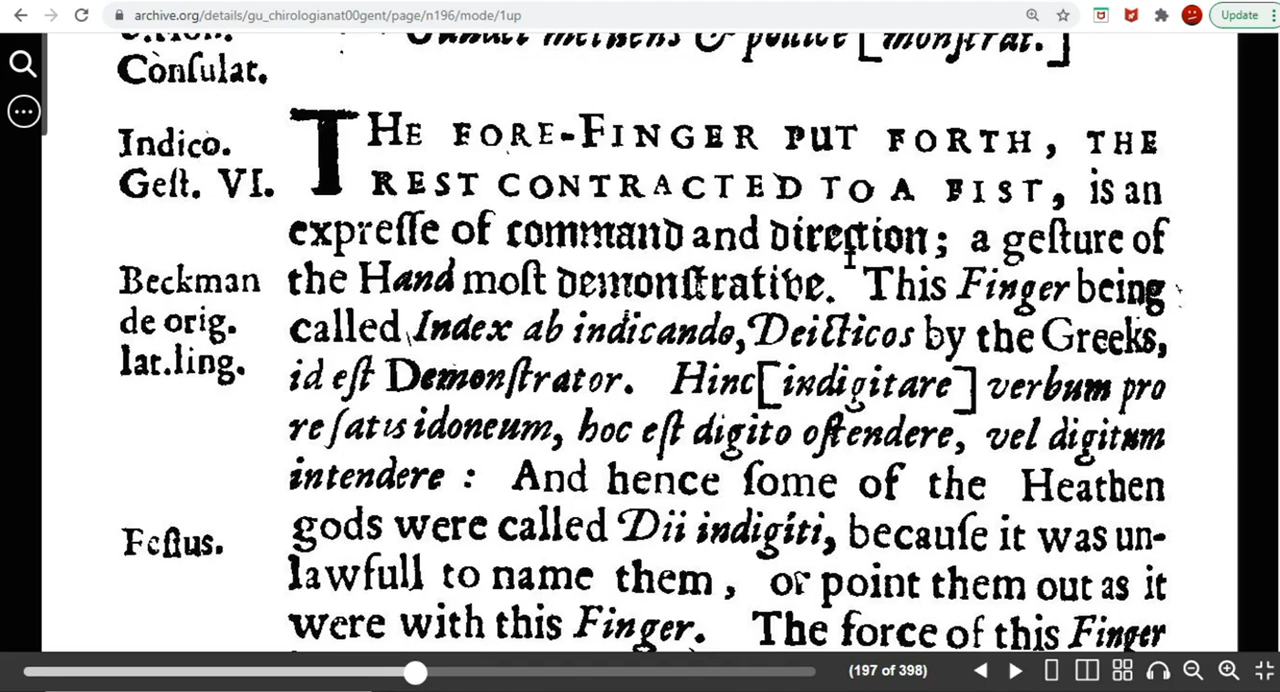 archive.org/details/gu_chirologianat00gent/page/n196/mode/1up
Update
Conſulat.
Indico.
Geſt. VI.
THE FORE-FINGER PUT FORTH, THE
REST CONTRACTED TO A FIST, is an
expreſſe of command and direction; a geſture of
Beckman
de orig.
lat.ling.
the Hand moſt demonſtrative. This Finger being
called Index ab indicando, Deicticos by the Greeks,
id eſt Demonſtrator. Hinc [indigitare] verbum pro
re ſatis idoneum, hoc eſt digito oſtendere, vel digitum
intendere : And hence ſome of the Heathen
Feſtus.
gods were called Dii indigiti, becauſe it was un-
lawfull to name them, or point them out as it
were with this Finger. The force of this Finger
(197 of 398)